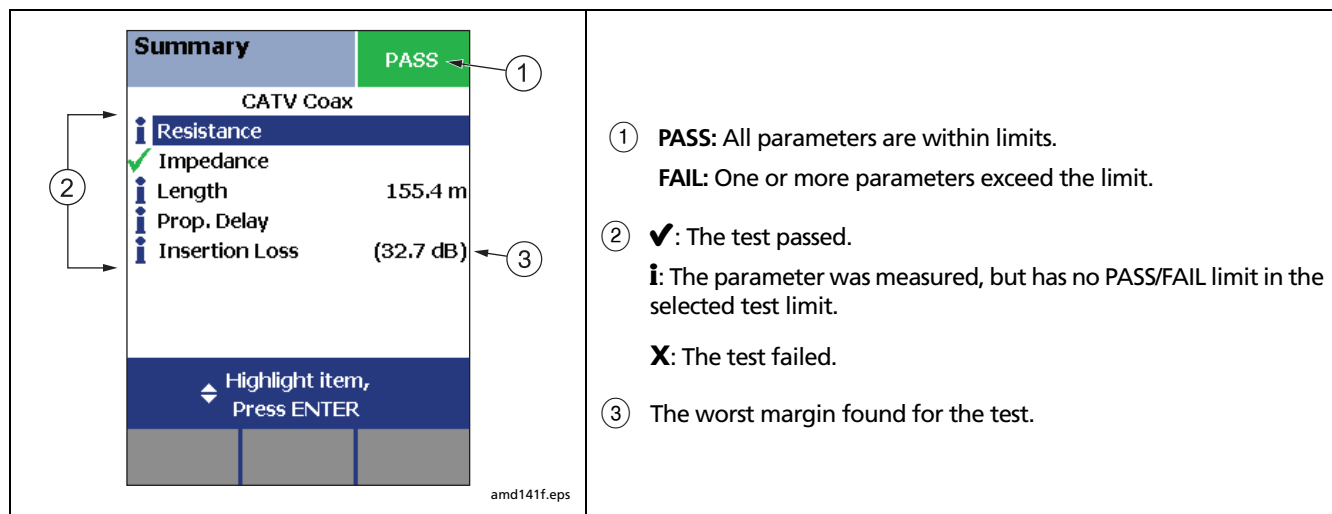 Summary
PASS
1
CATV Coax
i Resistance
✓ Impedance
i Length 155.4 m
i Prop. Delay
i Insertion Loss (32.7 dB)
2
3
Highlight item,
Press ENTER
amd141f.eps
1 PASS: All parameters are within limits.
FAIL: One or more parameters exceed the limit.
2 ✔: The test passed.
i: The parameter was measured, but has no PASS/FAIL limit in the
selected test limit.
X: The test failed.
3 The worst margin found for the test.